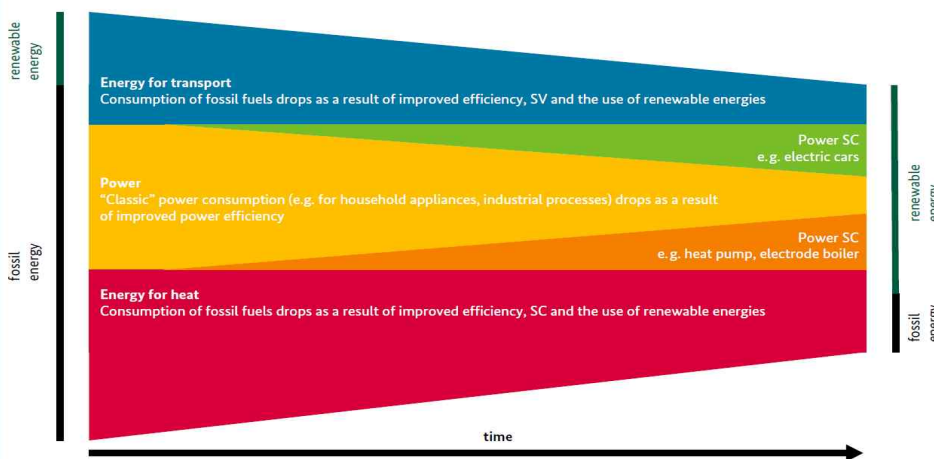 renewable
energy
fossil
energy
Energy for transport
Consumption of fossil fuels drops as a result of improved efficiency, SV and the use of renewable energies
Power SC
e.g. electric cars
Power
“Classic” power consumption (e.g. for household appliances, industrial processes) drops as a result
of improved power efficiency
Power SC
e.g. heat pump, electrode boiler
Energy for heat
Consumption of fossil fuels drops as a result of improved efficiency, SC and the use of renewable energies
renewable
energy
fossil
energy
time